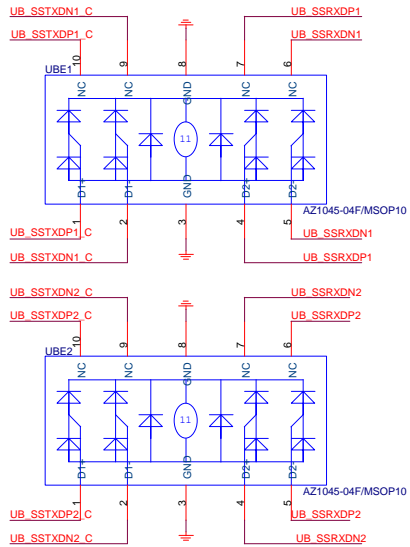 UB_SSTXDN1_C UB_SSRXDP1
UB_SSTXDP1_C UB_SSRXDN1
10 9 8 7 6
UBE1
NC NC GND NC NC
11
D1+ D1- GND D2+ D2-
AZ1045-04F/MSOP10
1 2 3 4 5
UB_SSTXDP1_C UB_SSRXDN1
UB_SSTXDN1_C UB_SSRXDP1
UB_SSTXDN2_C UB_SSRXDN2
UB_SSTXDP2_C UB_SSRXDP2
10 9 8 7 6
UBE2
NC NC GND NC NC
11
D1+ D1- GND D2+ D2-
AZ1045-04F/MSOP10
1 2 3 4 5
UB_SSTXDP2_C UB_SSRXDP2
UB_SSTXDN2_C UB_SSRXDN2